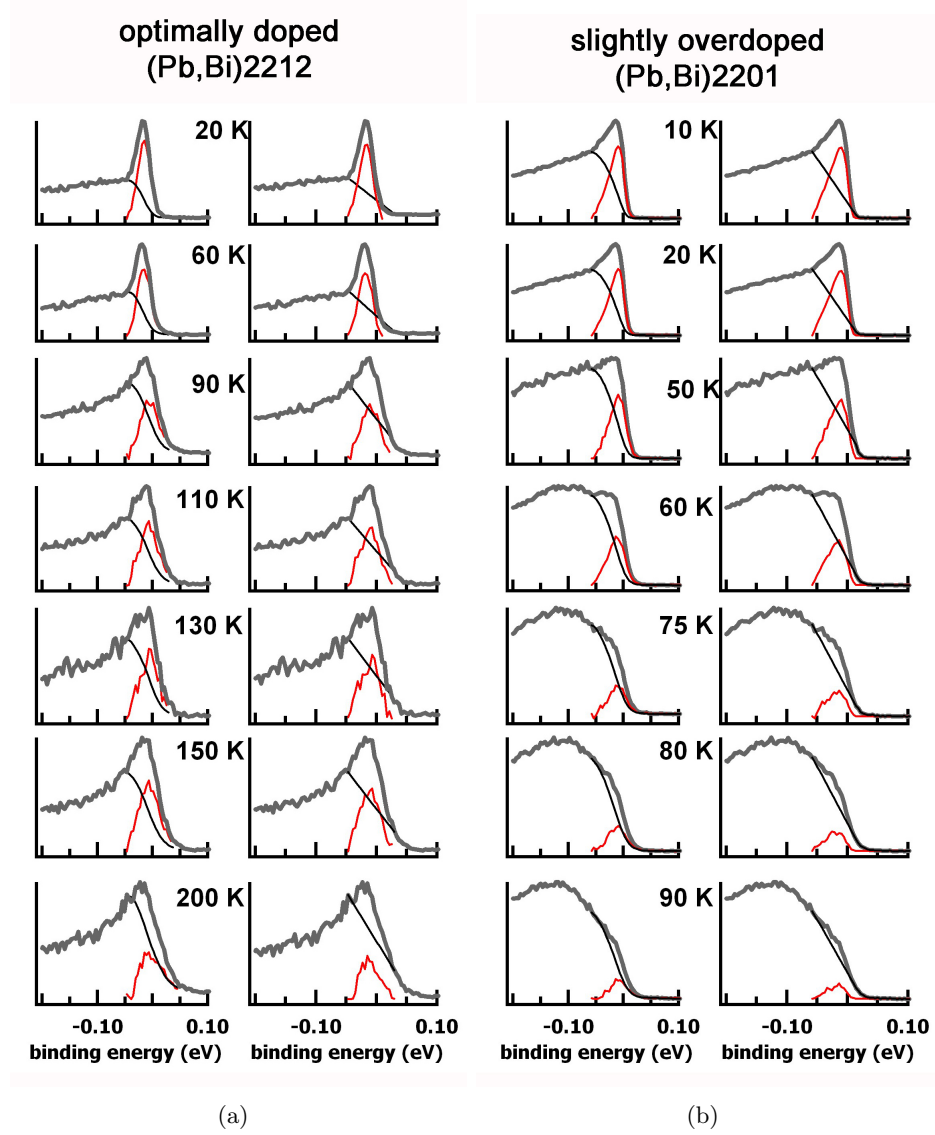 optimally doped
(Pb,Bi)2212
slightly overdoped
(Pb,Bi)2201
20 K
60 K
90 K
110 K
130 K
150 K
200 K
10 K
20 K
50 K
60 K
75 K
80 K
90 K
-0.10 0.10 -0.10 0.10 -0.10 0.10 -0.10 0.10
binding energy (eV) binding energy (eV) binding energy (eV) binding energy (eV)
(a) (b)